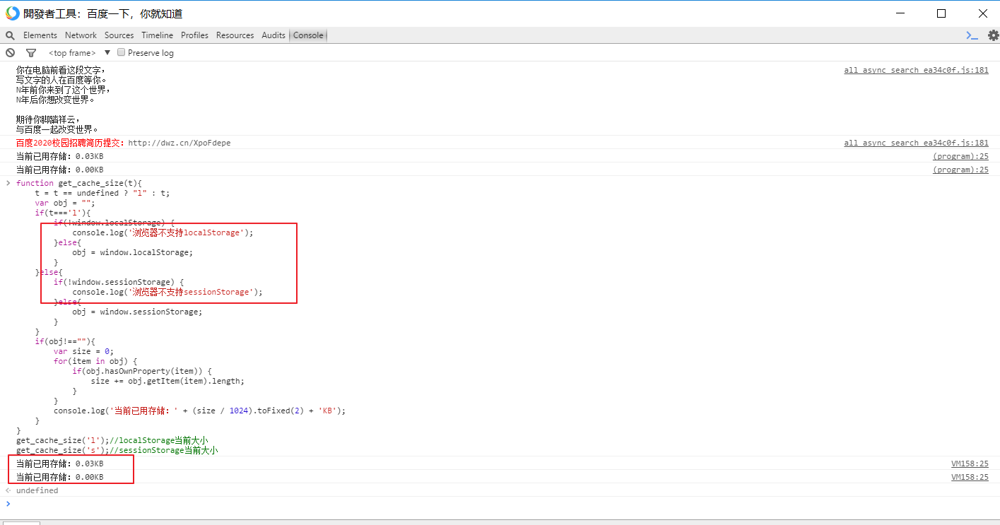 開發者工具：百度一下，你就知道
Elements Network Sources Timeline Profiles Resources Audits Console
<top frame> ▼ Preserve log
你在电脑前看这段文字， all async search ea34c0f.js:181
写文字的人在百度等你。
N年前你来到了这个世界，
N年后你想改变世界。
期待你脚踏祥云，
与百度一起改变世界。
百度2020校园招聘简历提交：http://dwz.cn/XpoFdepe all async search ea34c0f.js:181
当前已用存储：0.03KB (program):25
当前已用存储：0.00KB (program):25
> function get_cache_size(t){
    t = t == undefined ? "l" : t;
    var obj = "";
    if(t==='l'){
        if(!window.localStorage) {
            console.log('浏览器不支持localStorage');
        }else{
            obj = window.localStorage;
        }
    }else{
        if(!window.sessionStorage) {
            console.log('浏览器不支持sessionStorage');
        }else{
            obj = window.sessionStorage;
        }
    }
    if(obj!==""){
        var size = 0;
        for(item in obj) {
            if(obj.hasOwnProperty(item)) {
                size += obj.getItem(item).length;
            }
        }
        console.log('当前已用存储：' + (size / 1024).toFixed(2) + 'KB');
    }
}
get_cache_size('l');//localStorage当前大小
get_cache_size('s');//sessionStorage当前大小
当前已用存储：0.03KB VM158:25
当前已用存储：0.00KB VM158:25
undefined
>